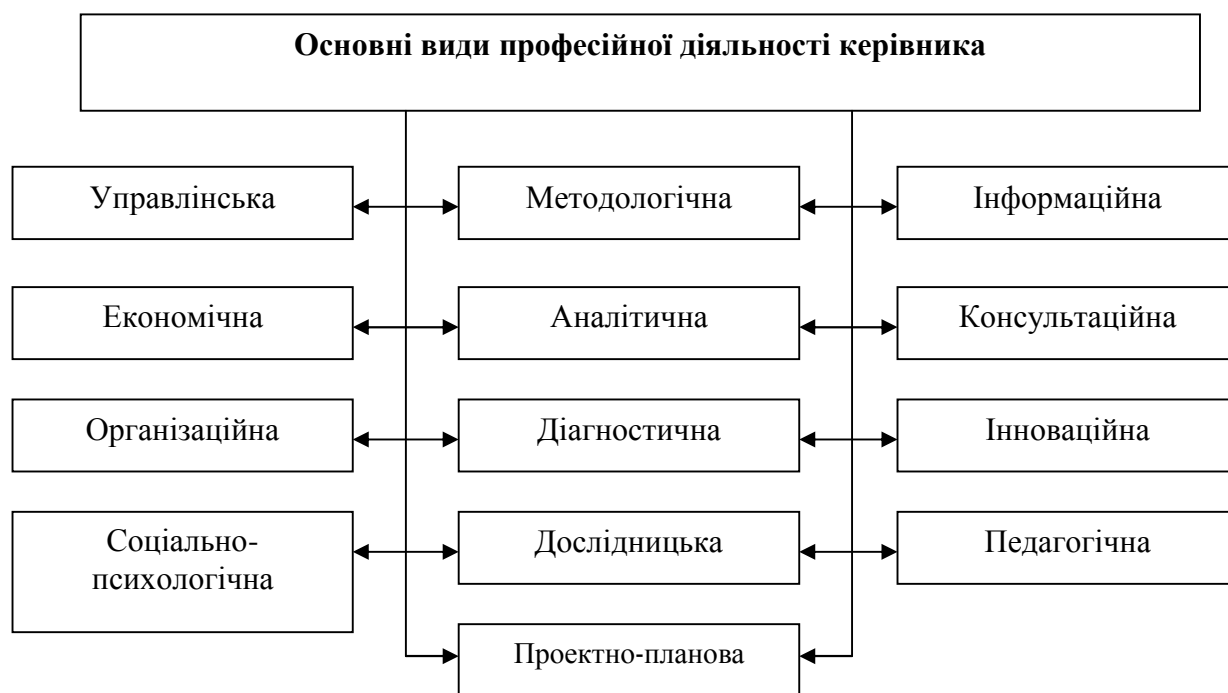 Основні види професійної діяльності керівника
Управлінська
Методологічна
Інформаційна
Економічна
Аналітична
Консультаційна
Організаційна
Діагностична
Інноваційна
Соціально-
психологічна
Дослідницька
Педагогічна
Проектно-планова